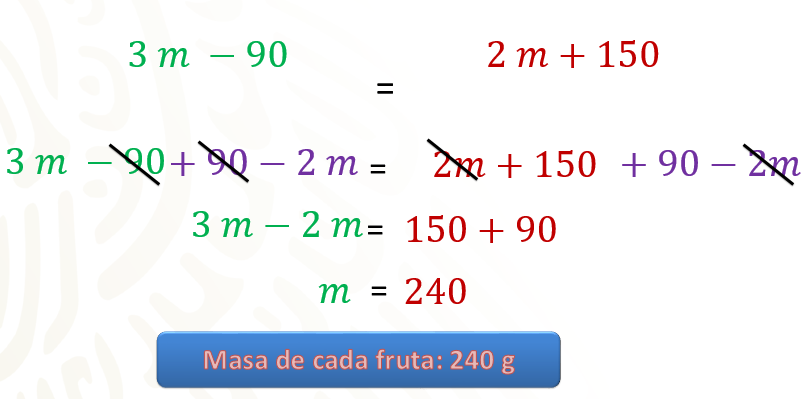 3 m − 90 = 2 m + 150
3 m − 90 + 90 − 2 m = 2m + 150 + 90 − 2m
3 m − 2 m = 150 + 90
m = 240
Masa de cada fruta: 240 g